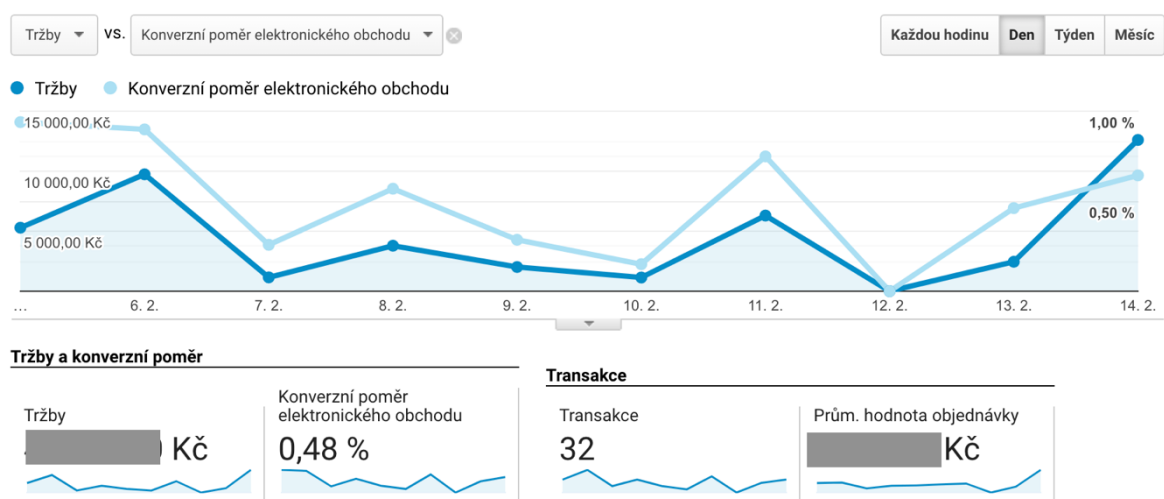 Tržby vs. Konverzní poměr elektronického obchodu Každou hodinu Den Týden Měsíc
Tržby Konverzní poměr elektronického obchodu
15 000,00 Kč 1,00 %
10 000,00 Kč
0,50 %
5 000,00 Kč
... 6. 2. 7. 2. 8. 2. 9. 2. 10. 2. 11. 2. 12. 2. 13. 2. 14. 2.
Tržby a konverzní poměr
Tržby
Kč
Konverzní poměr
elektronického obchodu
0,48 %
Transakce
Transakce
32
Prům. hodnota objednávky
Kč